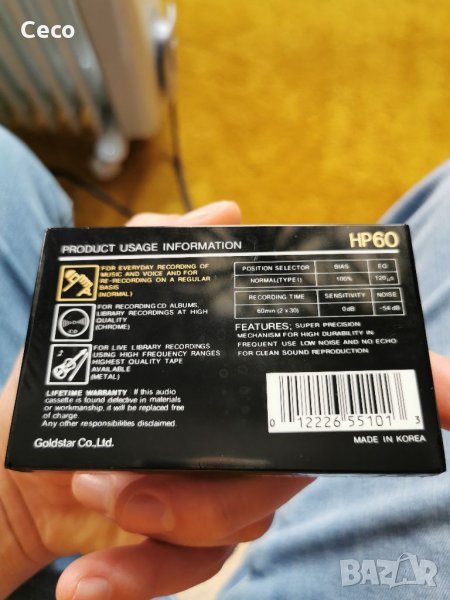 Ceco
PRODUCT USAGE INFORMATION
HP60
FOR EVERYDAY RECORDING OF
MUSIC AND VOICE AND FOR
RE-RECORDING ON A REGULAR
BASIS
(NORMAL)
FOR RECORDING CD ALBUMS,
LIBRARY RECORDINGS AT HIGH
QUALITY
(CHROME)
CD
FOR LIVE LIBRARY RECORDINGS
USING HIGH FREQUENCY RANGES
HIGHEST QUALITY TAPE
AVAILABLE
(METAL)
LIFETIME WARRANTY : If this audio
cassette is found defective in materials
or workmanship, it will be replaced free
of charge.
Any other responsibilities disclaimed.
Goldstar Co.,Ltd.
POSITION SELECTOR BIAS EQ
NORMAL(TYPE I) 100% 120μs
RECORDING TIME SENSITIVITY NOISE
60min (2 x 30) 0dB -54dB
FEATURES; SUPER PRECISION
MECHANISM FOR HIGH DURABILITY IN
FREQUENT USE LOW NOISE AND NO ECHO
FOR CLEAN SOUND REPRODUCTION.
0 12226 55101 3
MADE IN KOREA
BAZAR